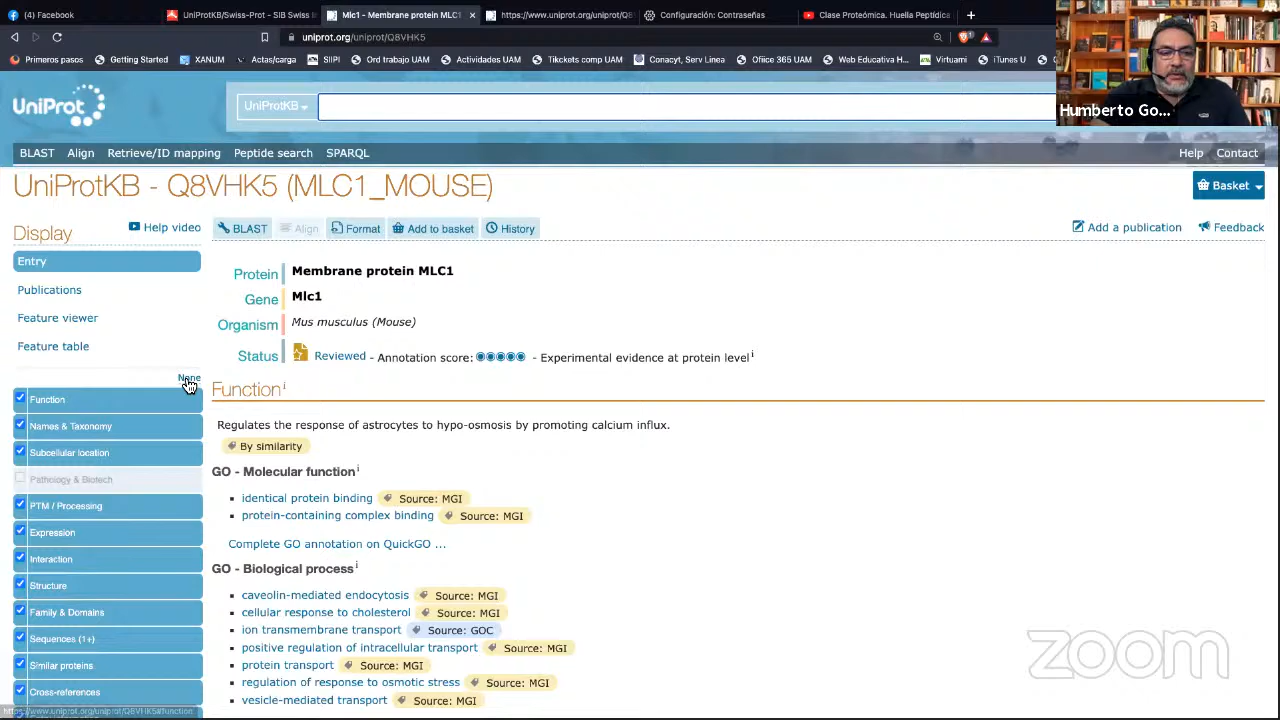 (4) Facebook
UniProtKB/Swiss-Prot - SIB Swiss I
Mlc1 - Membrane protein MLC1
https://www.uniprot.org/uniprot/Q8
Configuración: Contraseñas
Clase Proteómica. Huella Peptídica
uniprot.org/uniprot/Q8VHK5
Primeros pasos
Getting Started
XANUM
Actas/carga
SIIPI
Ord trabajo UAM
Actividades UAM
Tikckets comp UAM
Conacyt, Serv Linea
Ofiice 365 UAM
Web Educativa H...
Virtuami
iTunes U
Humberto Go...
UniProt
UniProtKB
BLAST Align Retrieve/ID mapping Peptide search SPARQL
Help Contact
UniProtKB - Q8VHK5 (MLC1_MOUSE)
Basket
Display
Help video
BLAST Align Format Add to basket History
Add a publication Feedback
Entry
Publications
Feature viewer
Feature table
None
Function
Names & Taxonomy
Subcellular location
Pathology & Biotech
PTM / Processing
Expression
Interaction
Structure
Family & Domains
Sequences (1+)
Similar proteins
Cross-references
https://www.uniprot.org/uniprot/Q8VHK5#function
Protein Membrane protein MLC1
Gene Mlc1
Organism Mus musculus (Mouse)
Status Reviewed - Annotation score: - Experimental evidence at protein level i
Function i
Regulates the response of astrocytes to hypo-osmosis by promoting calcium influx.
By similarity
GO - Molecular function i
identical protein binding Source: MGI
protein-containing complex binding Source: MGI
Complete GO annotation on QuickGO ...
GO - Biological process i
caveolin-mediated endocytosis Source: MGI
cellular response to cholesterol Source: MGI
ion transmembrane transport Source: GOC
positive regulation of intracellular transport Source: MGI
protein transport Source: MGI
regulation of response to osmotic stress Source: MGI
vesicle-mediated transport Source: MGI
zoom